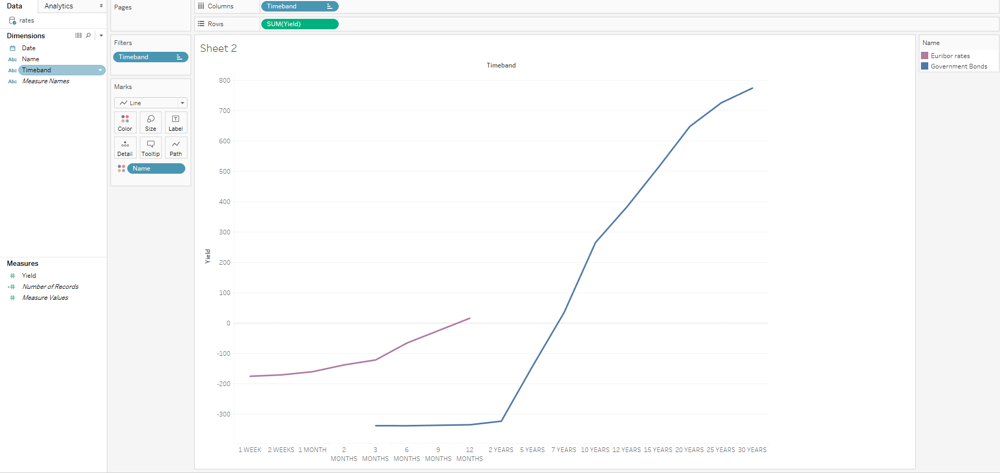 Data
Analytics
rates
Dimensions
Date
Abc Name
Abc Timeband
Abc Measure Names
Measures
Yield
Number of Records
Measure Values
Pages
Filters
Timeband
Marks
Line
Color Size Label
T
Detail Tooltip Path
Name
Columns Timeband
Rows SUM(Yield)
Sheet 2
Timeband
800
700
600
500
400
300
200
100
0
-100
-200
-300
Yield
1 WEEK 2 WEEKS 1 MONTH 2 3 6 9 12 2 YEARS 5 YEARS 7 YEARS 10 YEARS 12 YEARS 15 YEARS 20 YEARS 25 YEARS 30 YEARS
MONTHS MONTHS MONTHS MONTHS MONTHS
Name
Euribor rates
Government Bonds